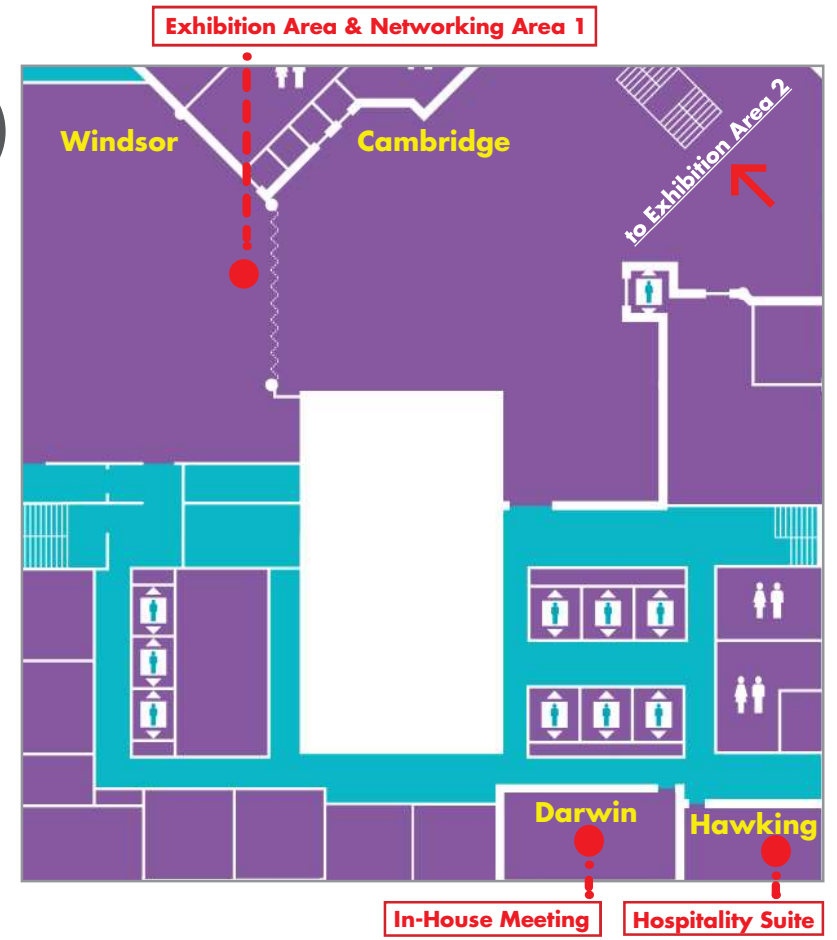 Exhibition Area & Networking Area 1
Windsor
Cambridge
to Exhibition Area 2
Darwin
Hawking
In-House Meeting
Hospitality Suite